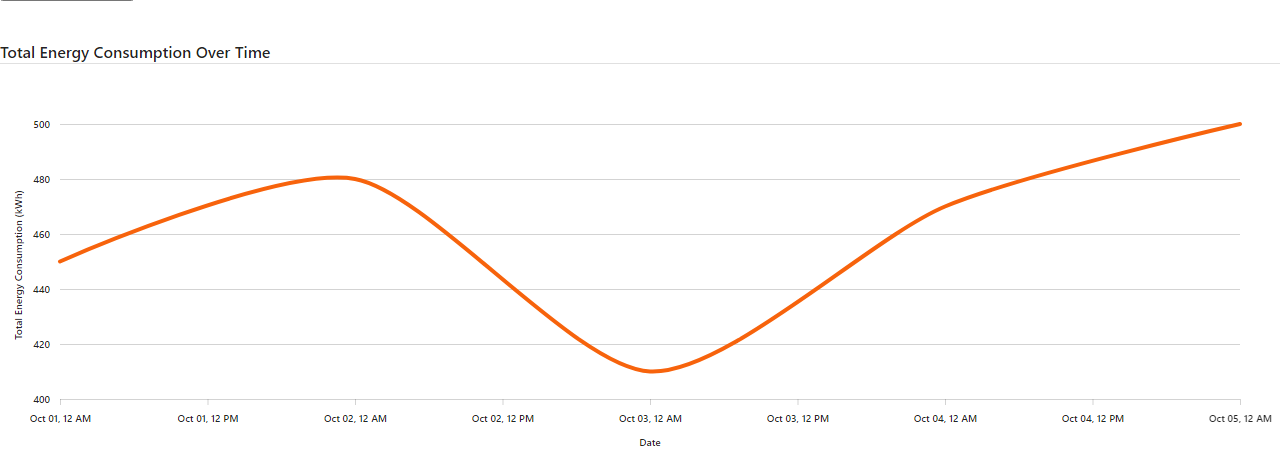 Total Energy Consumption Over Time
Total Energy Consumption (kWh)
500
480
460
440
420
400
Oct 01, 12 AM
Oct 01, 12 PM
Oct 02, 12 AM
Oct 02, 12 PM
Oct 03, 12 AM
Oct 03, 12 PM
Oct 04, 12 AM
Oct 04, 12 PM
Oct 05, 12 AM
Date